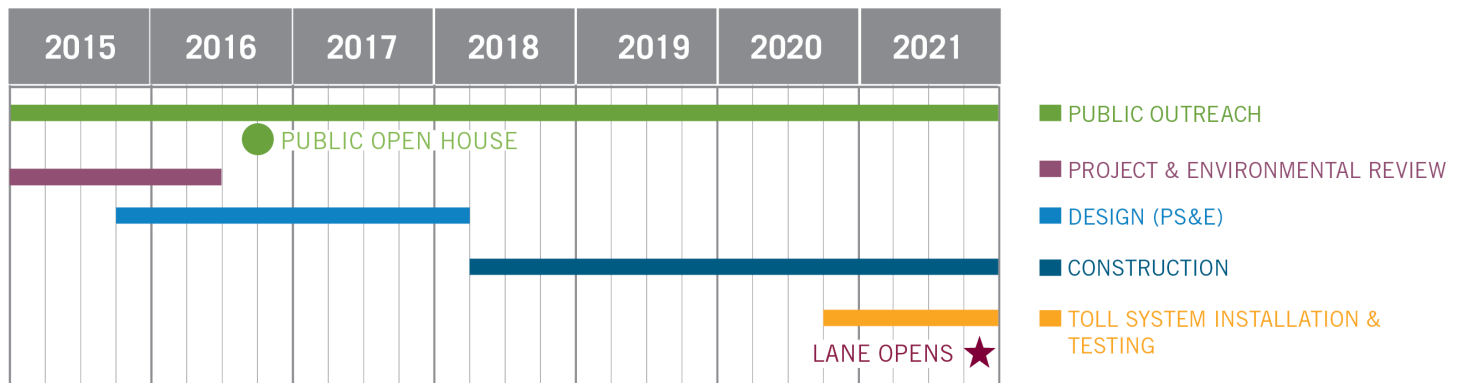 2015 2016 2017 2018 2019 2020 2021
PUBLIC OUTREACH
PUBLIC OPEN HOUSE
PROJECT & ENVIRONMENTAL REVIEW
DESIGN (PS&E)
CONSTRUCTION
TOLL SYSTEM INSTALLATION &
TESTING
LANE OPENS